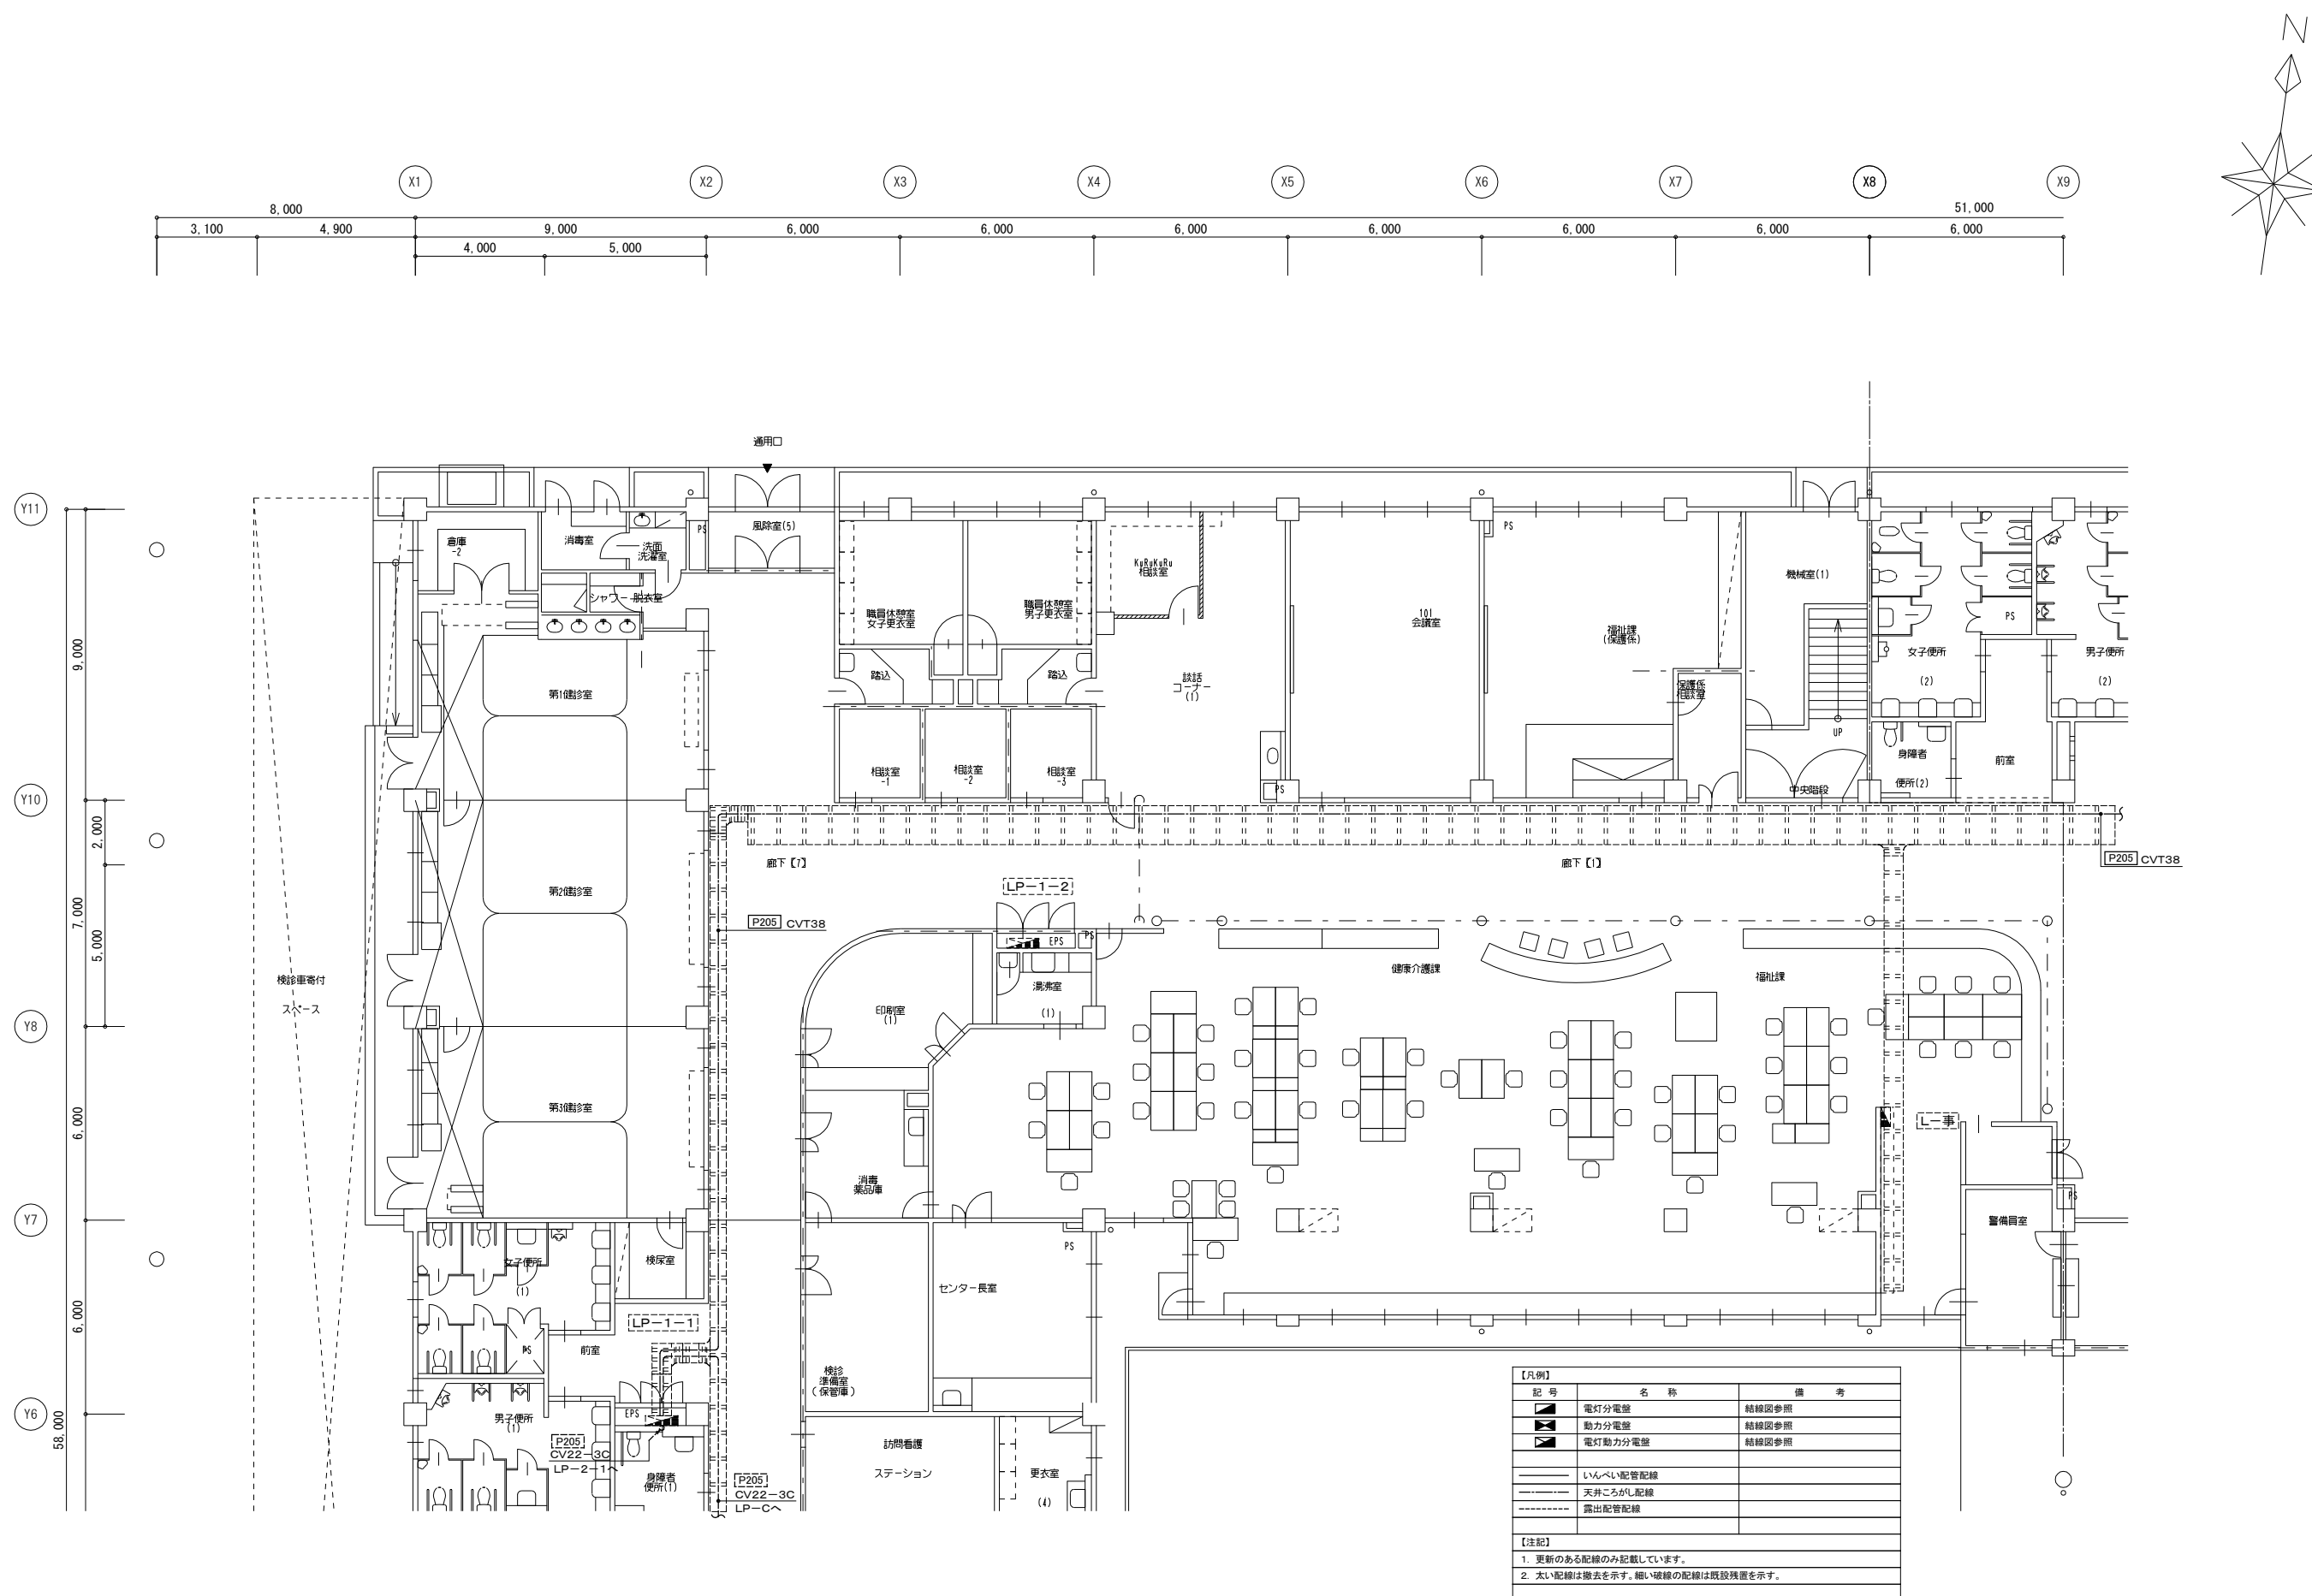 N
X1
X2
X3
X4
X5
X6
X7
X8
X9
8,000
51,000
3,100
4,900
9,000
6,000
6,000
6,000
6,000
6,000
6,000
6,000
4,000
5,000
通用口
Y11
Y10
Y8
Y7
Y6
9,000
2,000
7,000
5,000
6,000
6,000
58,000
倉庫
-2
消毒室
洗面
洗濯室
PS
風除室(5)
シャワー
脱衣室
職員休憩室
女子更衣室
職員休憩室
男子更衣室
KuRuKuRu
相談室
PS
101
会議室
福祉課
(保護係)
機械室(1)
PS
女子便所
(2)
男子便所
(2)
踏込
踏込
談話
コーナー
(1)
保護係
相談室
UP
第1健診室
相談室
-1
相談室
-2
相談室
-3
PS
中央階段
身障者
便所(2)
前室
廊下【7】
廊下【1】
P205 CVT38
LP-1-2
P205 CVT38
第2健診室
EPS
PS
健康介護課
福祉課
検診車寄付
スペース
印刷室
(1)
湯沸室
(1)
第3健診室
L-事
消毒
薬品庫
PS
警備員室
女子便所
(1)
検尿室
PS
センター長室
LP-1-1
PS
前室
検診
準備室
(保管庫)
男子便所
(1)
EPS
P205
CV22-3C
LP-2-1へ
身障者
便所(1)
P205
CV22-3C
LP-Cへ
訪問看護
ステーション
更衣室
(4)
【凡例】
記号 名称 備考
電灯分電盤 結線図参照
動力分電盤 結線図参照
電灯動力分電盤 結線図参照
いんぺい配管配線
天井ころがし配線
露出配管配線
【注記】
1. 更新のある配線のみ記載しています。
2. 太い配線は撤去を示す。細い破線の配線は既設残置を示す。